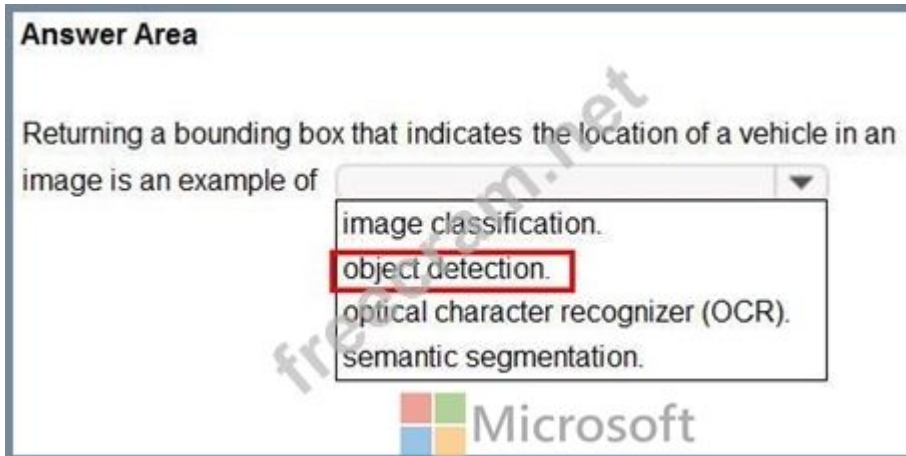 Answer Area
Returning a bounding box that indicates the location of a vehicle in an
image is an example of
image classification.
object detection.
optical character recognizer (OCR).
semantic segmentation.
freecram.net
Microsoft